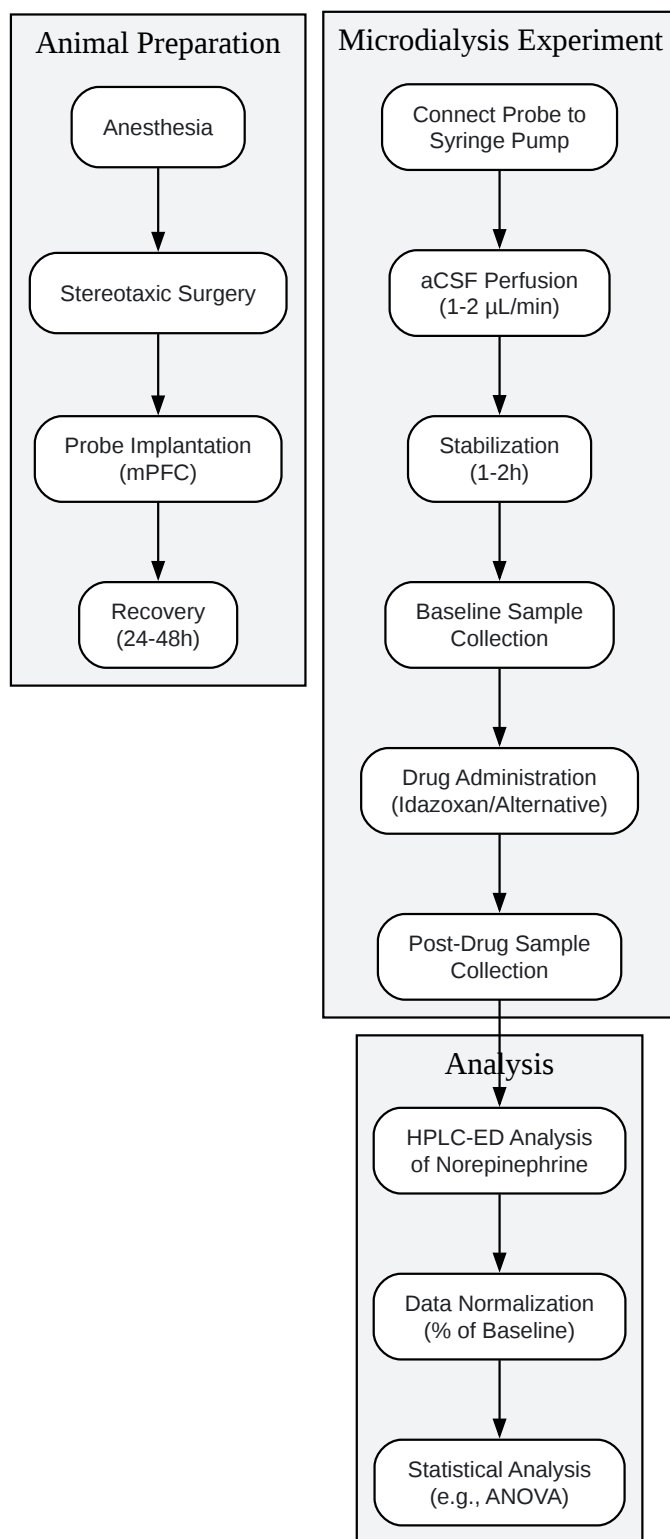 Animal Preparation
Anesthesia
Stereotaxic Surgery
Probe Implantation
(mPFC)
Recovery
(24-48h)
Microdialysis Experiment
Connect Probe to
Syringe Pump
aCSF Perfusion
(1-2 µL/min)
Stabilization
(1-2h)
Baseline Sample
Collection
Drug Administration
(Idazoxan/Alternative)
Post-Drug Sample
Collection
Analysis
HPLC-ED Analysis
of Norepinephrine
Data Normalization
(% of Baseline)
Statistical Analysis
(e.g., ANOVA)